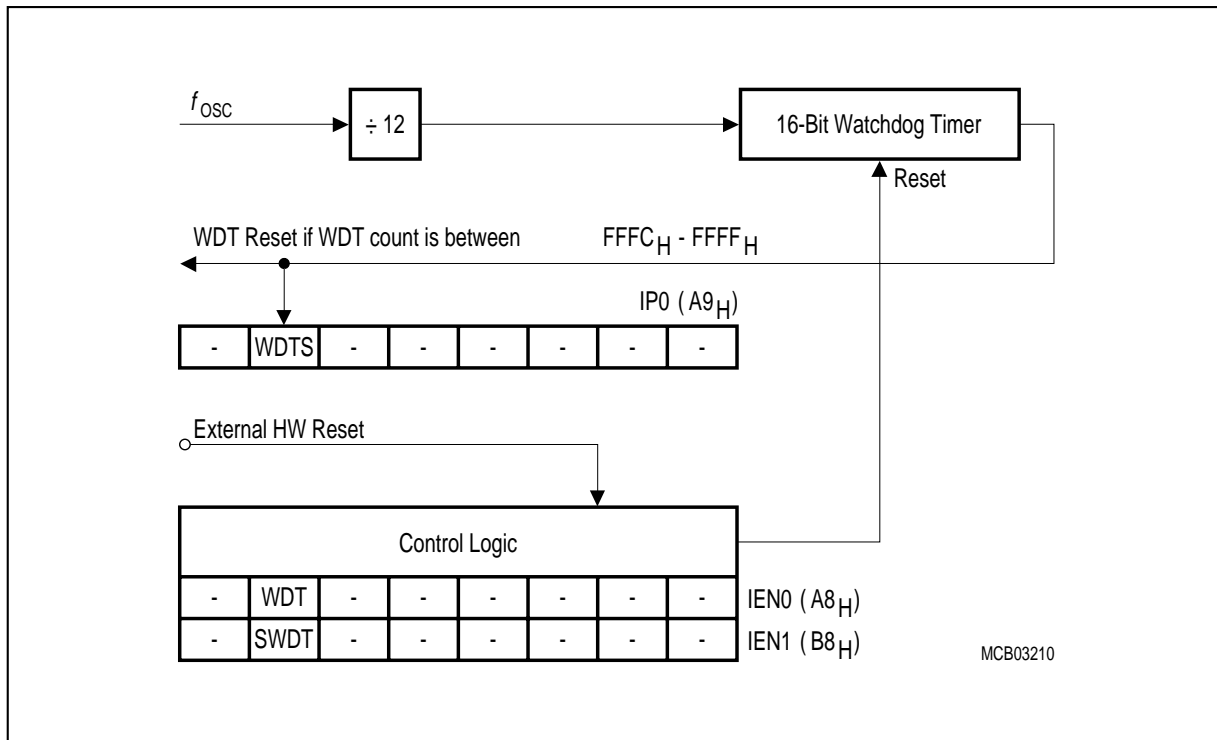 fOSC
÷ 12
16-Bit Watchdog Timer
Reset
WDT Reset if WDT count is between FFFCH - FFFFH
IP0 ( A9H)
- WDTS - - - - - -
External HW Reset
Control Logic
- WDT - - - - - - IEN0 ( A8H)
- SWDT - - - - - - IEN1 ( B8H)
MCB03210